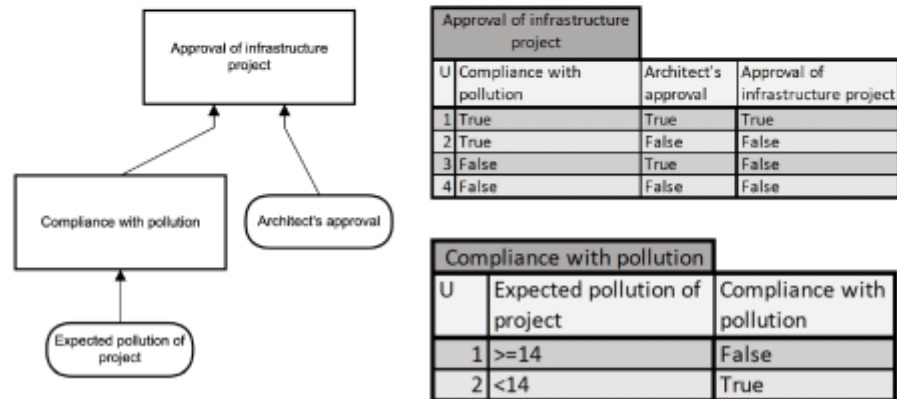 Approval of infrastructure
project
Compliance with pollution
Architect's approval
Expected pollution of
project
Approval of infrastructure
project
U Compliance with pollution Architect's approval Approval of infrastructure project
1 True True True
2 True False False
3 False True False
4 False False False
Compliance with pollution
U Expected pollution of project Compliance with pollution
1 >=14 False
2 <14 True